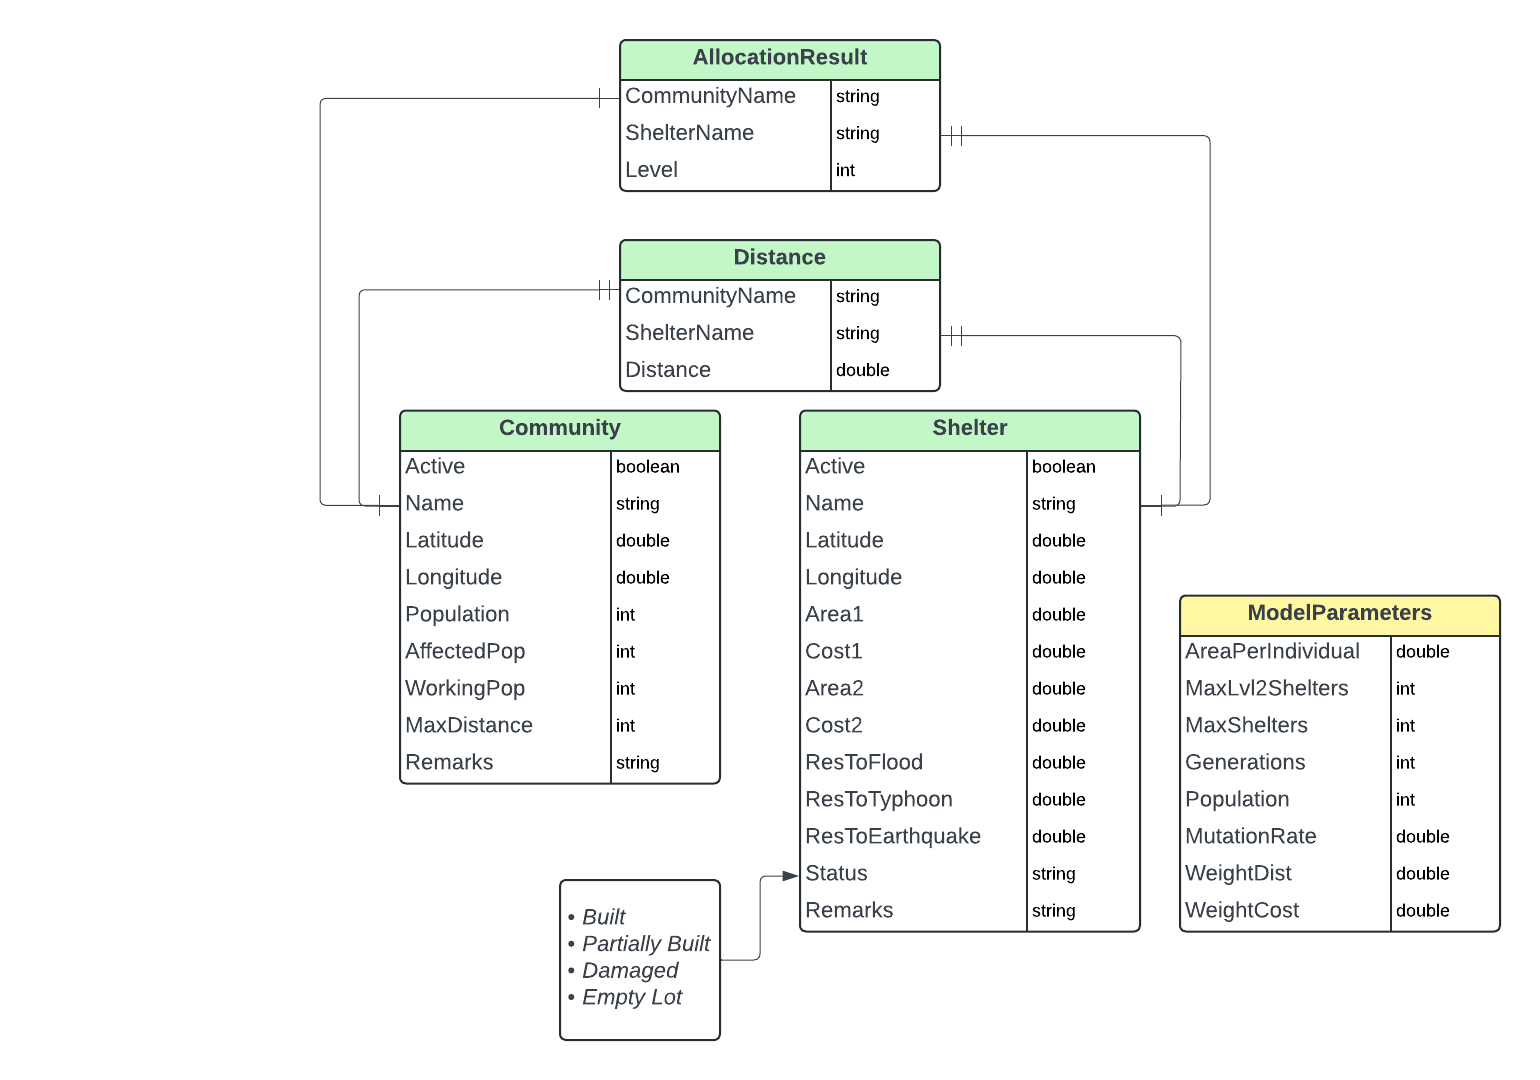 AllocationResult
CommunityName string
ShelterName string
Level int
Distance
CommunityName string
ShelterName string
Distance double
Community
Active boolean
Name string
Latitude double
Longitude double
Population int
AffectedPop int
WorkingPop int
MaxDistance int
Remarks string
Shelter
Active boolean
Name string
Latitude double
Longitude double
Area1 double
Cost1 double
Area2 double
Cost2 double
ResToFlood double
ResToTyphoon double
ResToEarthquake double
Status string
Remarks string
ModelParameters
AreaPerIndividual double
MaxLvl2Shelters int
MaxShelters int
Generations int
Population int
MutationRate double
WeightDist double
WeightCost double
• Built
• Partially Built
• Damaged
• Empty Lot